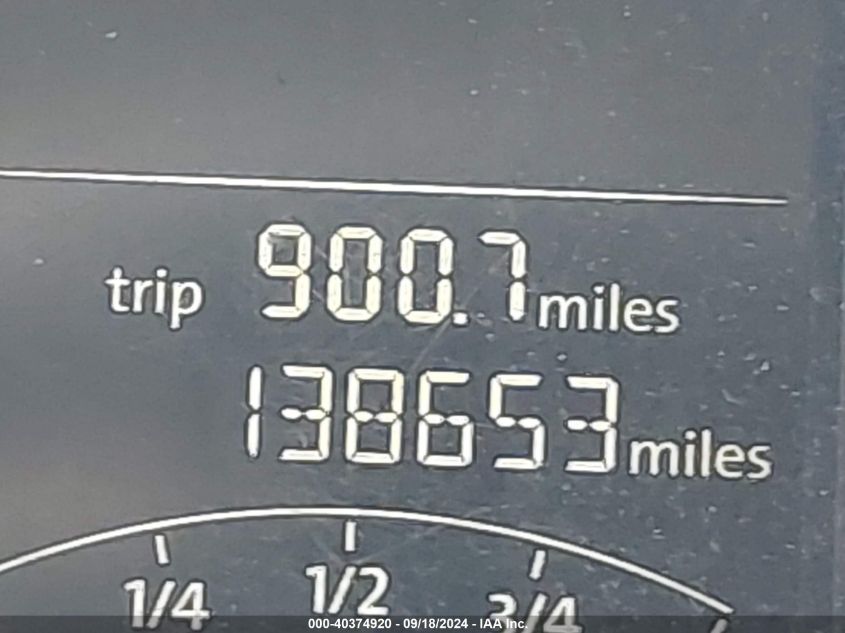 trip 900.7 miles
138653 miles
1/4 1/2 3/4
000-40374920 - 09/18/2024 - IAA Inc.